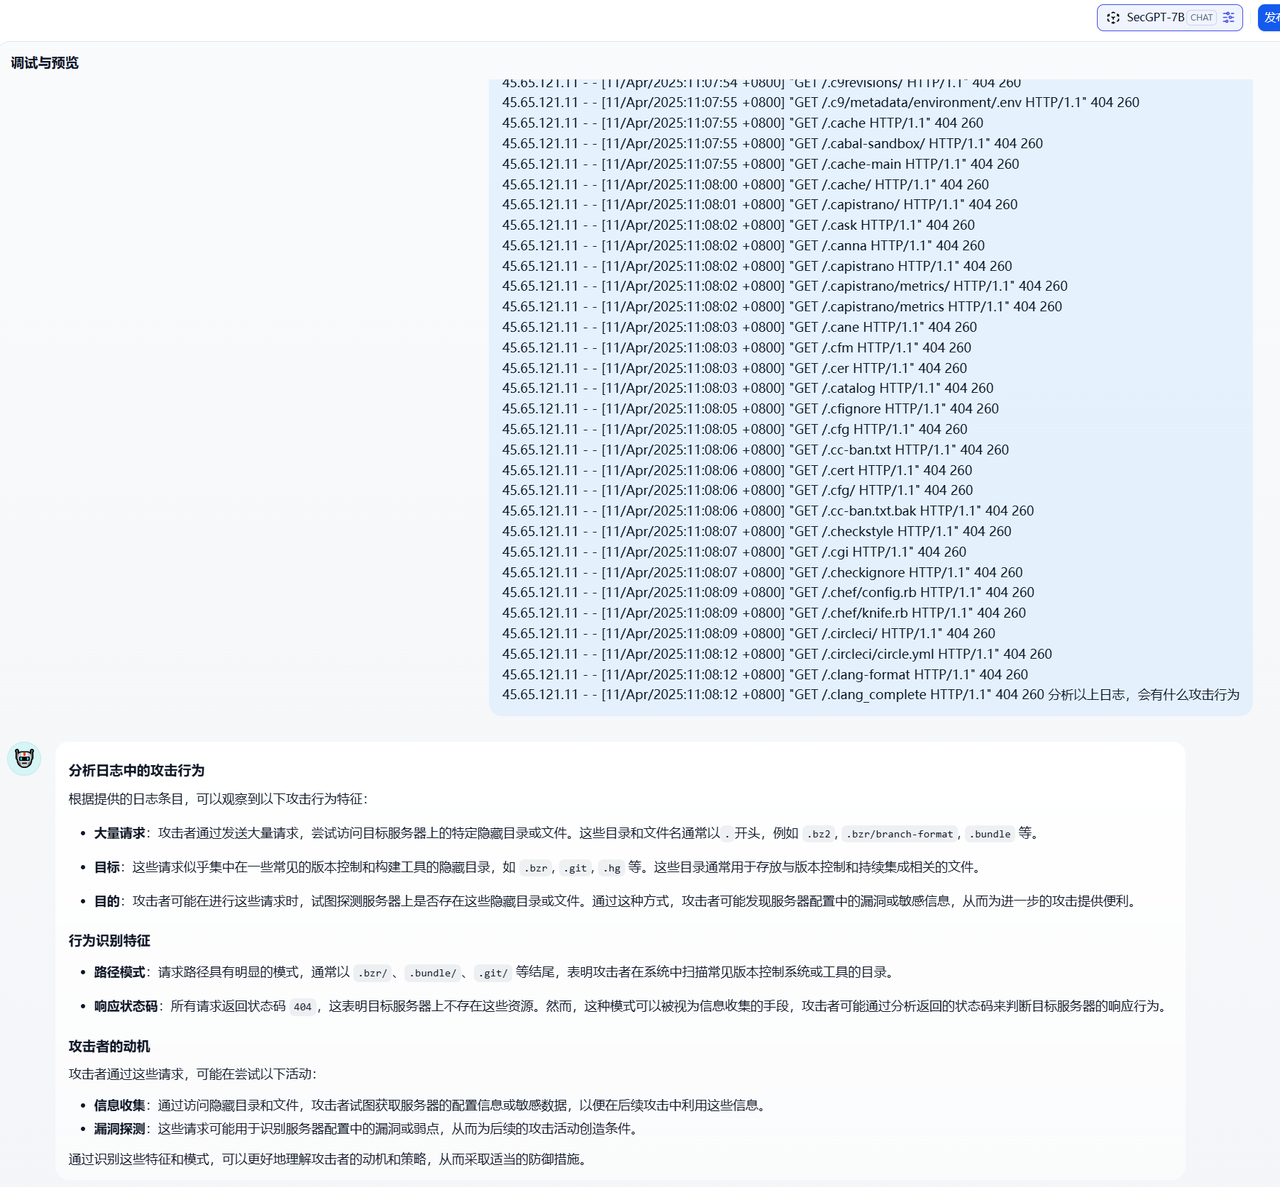 SecGPT-7B CHAT
发布
调试与预览
45.65.121.11 - - [11/Apr/2025:11:07:54 +0800] "GET /.c9revisions/ HTTP/1.1" 404 260
45.65.121.11 - - [11/Apr/2025:11:07:55 +0800] "GET /.c9/metadata/environment/.env HTTP/1.1" 404 260
45.65.121.11 - - [11/Apr/2025:11:07:55 +0800] "GET /.cache HTTP/1.1" 404 260
45.65.121.11 - - [11/Apr/2025:11:07:55 +0800] "GET /.cabal-sandbox/ HTTP/1.1" 404 260
45.65.121.11 - - [11/Apr/2025:11:07:55 +0800] "GET /.cache-main HTTP/1.1" 404 260
45.65.121.11 - - [11/Apr/2025:11:08:00 +0800] "GET /.cache/ HTTP/1.1" 404 260
45.65.121.11 - - [11/Apr/2025:11:08:01 +0800] "GET /.capistrano/ HTTP/1.1" 404 260
45.65.121.11 - - [11/Apr/2025:11:08:02 +0800] "GET /.cask HTTP/1.1" 404 260
45.65.121.11 - - [11/Apr/2025:11:08:02 +0800] "GET /.canna HTTP/1.1" 404 260
45.65.121.11 - - [11/Apr/2025:11:08:02 +0800] "GET /.capistrano HTTP/1.1" 404 260
45.65.121.11 - - [11/Apr/2025:11:08:02 +0800] "GET /.capistrano/metrics/ HTTP/1.1" 404 260
45.65.121.11 - - [11/Apr/2025:11:08:02 +0800] "GET /.capistrano/metrics HTTP/1.1" 404 260
45.65.121.11 - - [11/Apr/2025:11:08:03 +0800] "GET /.cane HTTP/1.1" 404 260
45.65.121.11 - - [11/Apr/2025:11:08:03 +0800] "GET /.cfm HTTP/1.1" 404 260
45.65.121.11 - - [11/Apr/2025:11:08:03 +0800] "GET /.cer HTTP/1.1" 404 260
45.65.121.11 - - [11/Apr/2025:11:08:03 +0800] "GET /.catalog HTTP/1.1" 404 260
45.65.121.11 - - [11/Apr/2025:11:08:05 +0800] "GET /.cfignore HTTP/1.1" 404 260
45.65.121.11 - - [11/Apr/2025:11:08:05 +0800] "GET /.cfg HTTP/1.1" 404 260
45.65.121.11 - - [11/Apr/2025:11:08:06 +0800] "GET /.cc-ban.txt HTTP/1.1" 404 260
45.65.121.11 - - [11/Apr/2025:11:08:06 +0800] "GET /.cert HTTP/1.1" 404 260
45.65.121.11 - - [11/Apr/2025:11:08:06 +0800] "GET /.cfg/ HTTP/1.1" 404 260
45.65.121.11 - - [11/Apr/2025:11:08:06 +0800] "GET /.cc-ban.txt.bak HTTP/1.1" 404 260
45.65.121.11 - - [11/Apr/2025:11:08:07 +0800] "GET /.checkstyle HTTP/1.1" 404 260
45.65.121.11 - - [11/Apr/2025:11:08:07 +0800] "GET /.cgi HTTP/1.1" 404 260
45.65.121.11 - - [11/Apr/2025:11:08:07 +0800] "GET /.checkignore HTTP/1.1" 404 260
45.65.121.11 - - [11/Apr/2025:11:08:09 +0800] "GET /.chef/config.rb HTTP/1.1" 404 260
45.65.121.11 - - [11/Apr/2025:11:08:09 +0800] "GET /.chef/knife.rb HTTP/1.1" 404 260
45.65.121.11 - - [11/Apr/2025:11:08:09 +0800] "GET /.circleci/ HTTP/1.1" 404 260
45.65.121.11 - - [11/Apr/2025:11:08:12 +0800] "GET /.circleci/circle.yml HTTP/1.1" 404 260
45.65.121.11 - - [11/Apr/2025:11:08:12 +0800] "GET /.clang-format HTTP/1.1" 404 260
45.65.121.11 - - [11/Apr/2025:11:08:12 +0800] "GET /.clang_complete HTTP/1.1" 404 260 分析以上日志，会有什么攻击行为
分析日志中的攻击行为
根据提供的日志条目，可以观察到以下攻击行为特征：
• 大量请求：攻击者通过发送大量请求，尝试访问目标服务器上的特定隐藏目录或文件。这些目录和文件名通常以 . 开头，例如 .bz2, .bzr/branch-format, .bundle 等。
• 目标：这些请求似乎集中在一些常见的版本控制和构建工具的隐藏目录，如 .bzr, .git, .hg 等。这些目录通常用于存放与版本控制和持续集成相关的文件。
• 目的：攻击者可能在进行这些请求时，试图探测服务器上是否存在这些隐藏目录或文件。通过这种方式，攻击者可能发现服务器配置中的漏洞或敏感信息，从而为进一步的攻击提供便利。
行为识别特征
• 路径模式：请求路径具有明显的模式，通常以 .bzr/ 、 .bundle/ 、 .git/ 等结尾，表明攻击者在系统中扫描常见版本控制系统或工具的目录。
• 响应状态码：所有请求返回状态码 404 ，这表明目标服务器上不存在这些资源。然而，这种模式可以被视为信息收集的手段，攻击者可能通过分析返回的状态码来判断目标服务器的响应行为。
攻击者的动机
攻击者通过这些请求，可能在尝试以下活动：
• 信息收集：通过访问隐藏目录和文件，攻击者试图获取服务器的配置信息或敏感数据，以便在后续攻击中利用这些信息。
• 漏洞探测：这些请求可能用于识别服务器配置中的漏洞或弱点，从而为后续的攻击活动创造条件。
通过识别这些特征和模式，可以更好地理解攻击者的动机和策略，从而采取适当的防御措施。